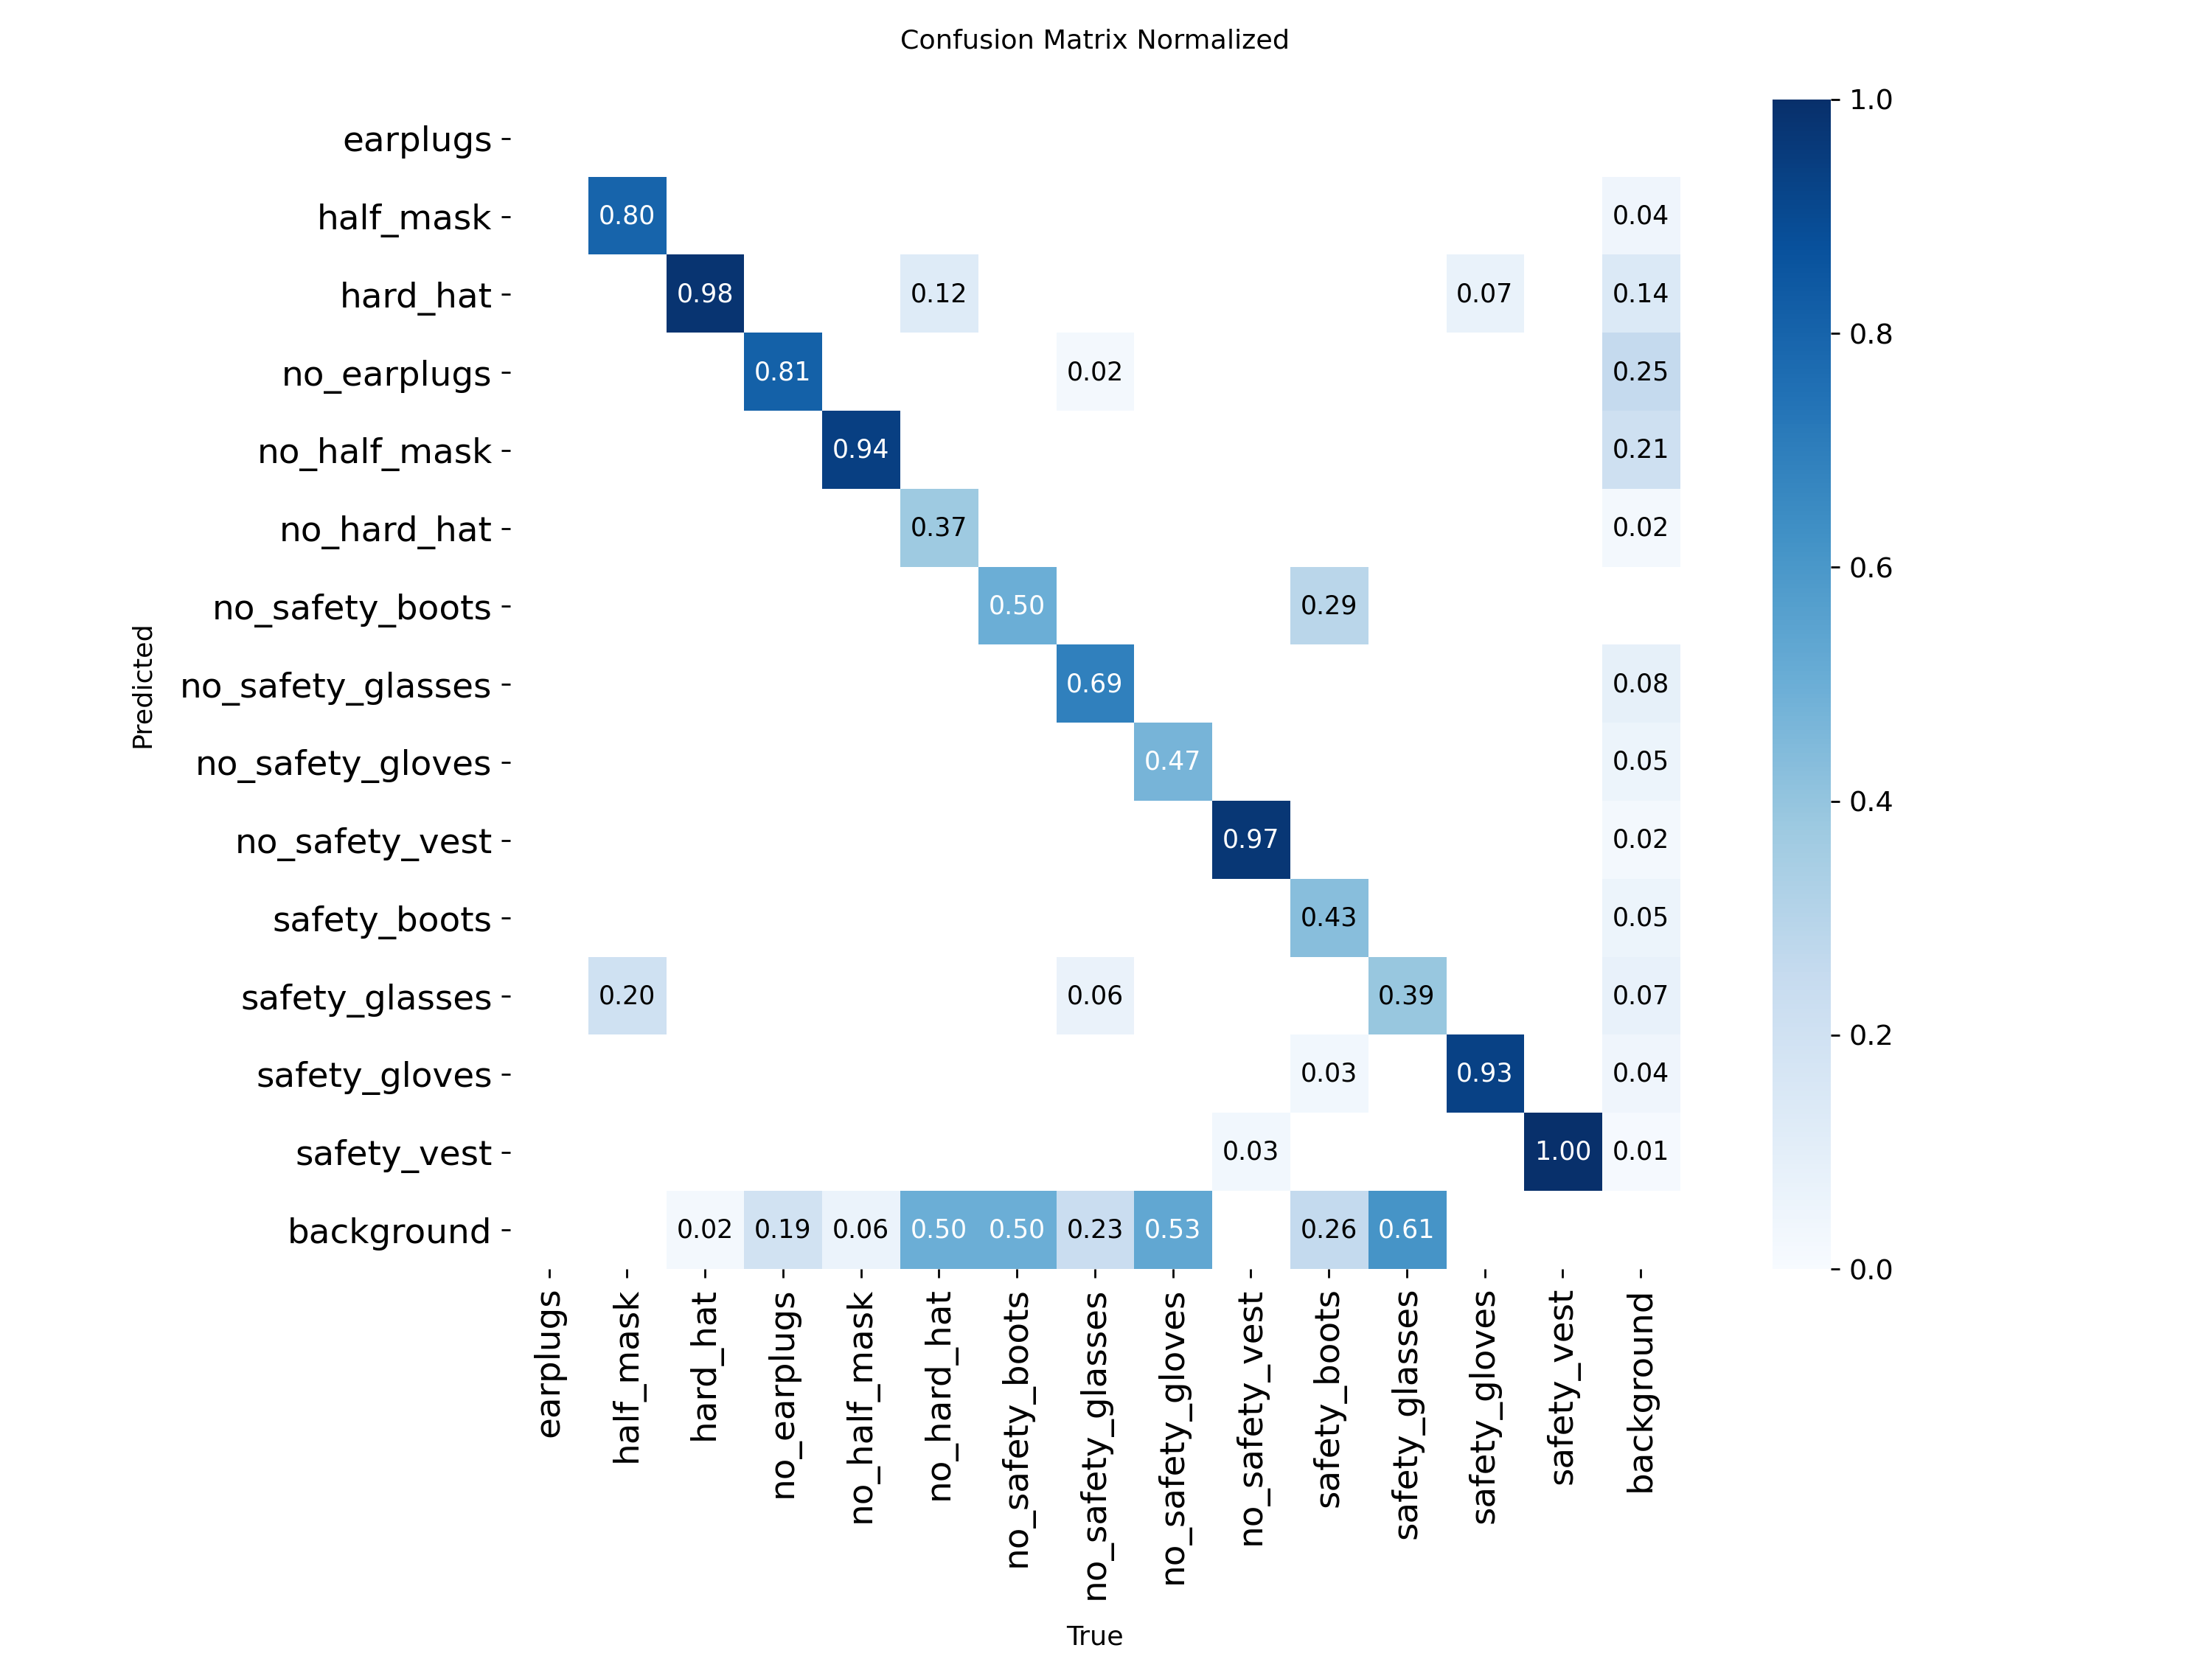 Confusion Matrix Normalized
1.0
earplugs
half_mask 0.80 0.04
hard_hat 0.98 0.12 0.07 0.14
0.8
no_earplugs 0.81 0.02 0.25
no_half_mask 0.94 0.21
no_hard_hat 0.37 0.02
0.6
no_safety_boots 0.50 0.29
Predicted
no_safety_glasses 0.69 0.08
no_safety_gloves 0.47 0.05
0.4
no_safety_vest 0.97 0.02
safety_boots 0.43 0.05
safety_glasses 0.20 0.06 0.39 0.07
0.2
safety_gloves 0.03 0.93 0.04
safety_vest 0.03 1.00 0.01
background 0.02 0.19 0.06 0.50 0.50 0.23 0.53 0.26 0.61
0.0
earplugs
half_mask
hard_hat
no_earplugs
no_half_mask
no_hard_hat
no_safety_boots
no_safety_glasses
no_safety_gloves
no_safety_vest
safety_boots
safety_glasses
safety_gloves
safety_vest
background
True